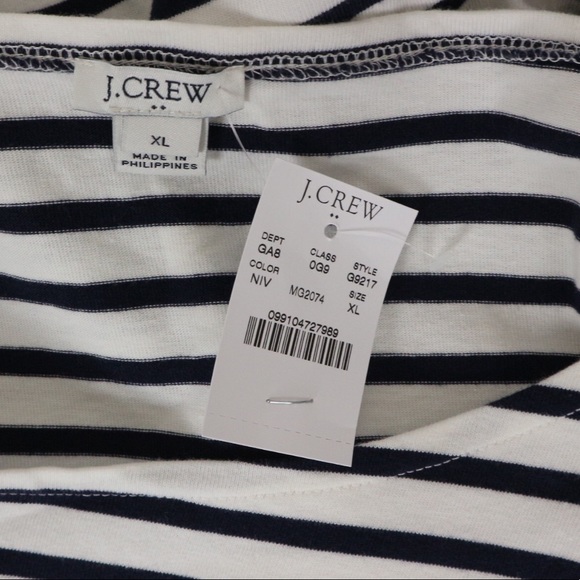 J.CREW
XL
MADE IN
PHILIPPINES
J.CREW
DEPT CLASS STYLE
GA8 0G9 G9217
COLOR SIZE
NIV MG2074 XL
099104727989